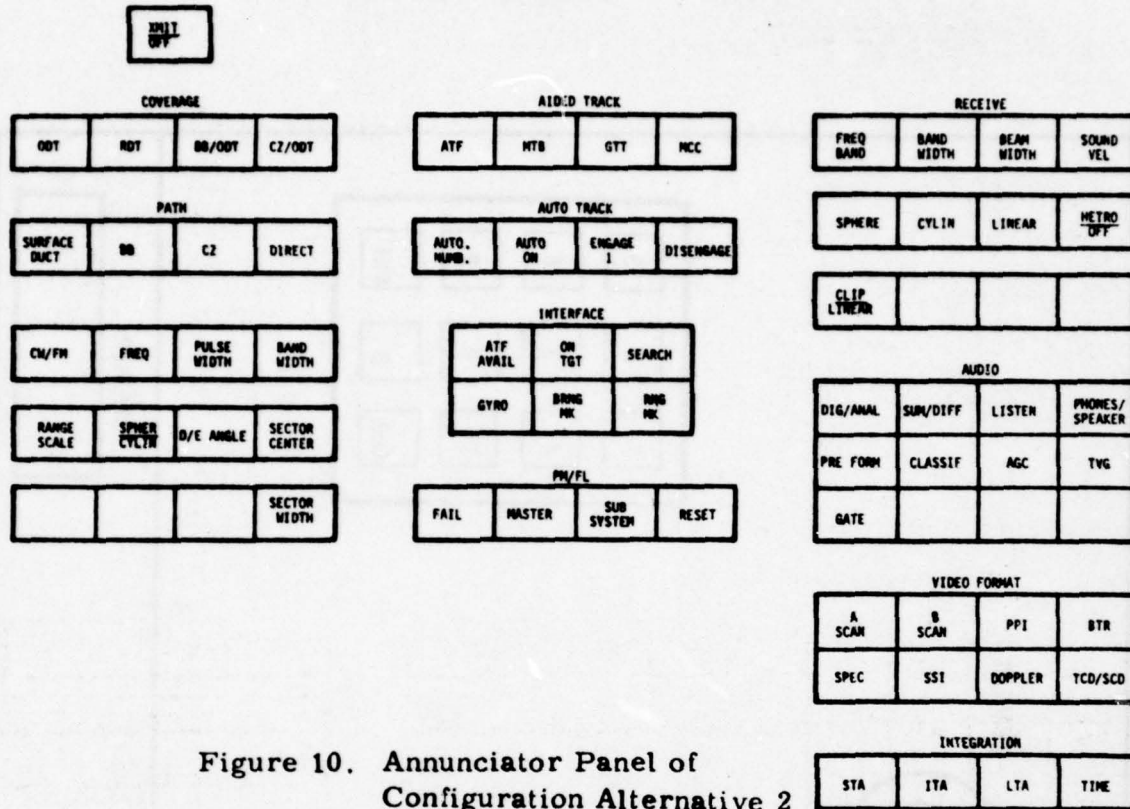 XMIT
OFF
COVERAGE
ODT RDT BB/ODT CZ/ODT
PATH
SURFACE DUCT BB CZ DIRECT
CW/FM FREQ PULSE WIDTH BAND WIDTH
RANGE SCALE SPHER CYLIN D/E ANGLE SECTOR CENTER
SECTOR WIDTH
AIDED TRACK
ATF MTB GTT MCC
AUTO TRACK
AUTO. NUMB. AUTO ON ENGAGE 1 DISENGAGE
INTERFACE
ATF AVAIL ON TGT SEARCH
GYRO BRNG MK RNG MK
PM/FL
FAIL MASTER SUB SYSTEM RESET
RECEIVE
FREQ BAND BAND WIDTH BEAM WIDTH SOUND VEL
SPHERE CYLIN LINEAR METRO OFF
CLIP LINEAR
AUDIO
DIG/ANAL SUM/DIFF LISTEN PHONES/ SPEAKER
PRE FORM CLASSIF AGC TVG
GATE
VIDEO FORMAT
A SCAN B SCAN PPI BTR
SPEC SSI DOPPLER TCD/SCD
INTEGRATION
STA ITA LTA TIME
Figure 10. Annunciator Panel of
Configuration Alternative 2